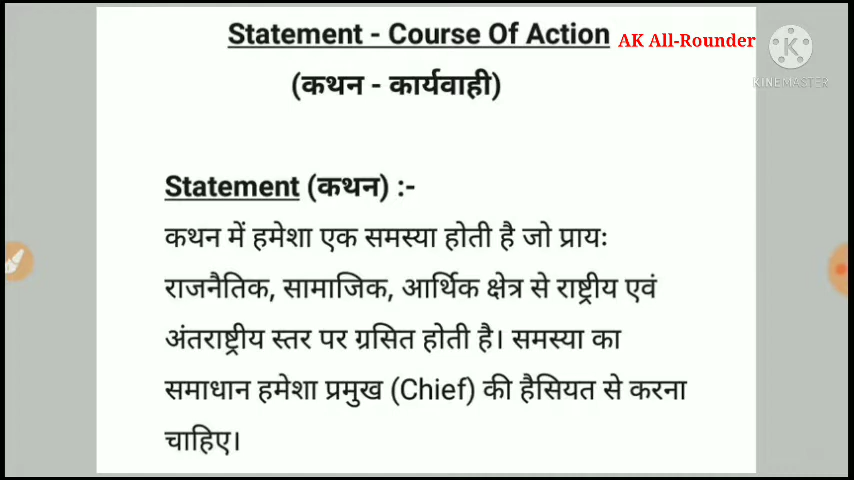 Statement - Course Of Action AK All-Rounder
KINEMASTER
(कथन - कार्यवाही)
Statement (कथन) :-
कथन में हमेशा एक समस्या होती है जो प्रायः
राजनैतिक, सामाजिक, आर्थिक क्षेत्र से राष्ट्रीय एवं
अंतराष्ट्रीय स्तर पर ग्रसित होती है। समस्या का
समाधान हमेशा प्रमुख (Chief) की हैसियत से करना
चाहिए।